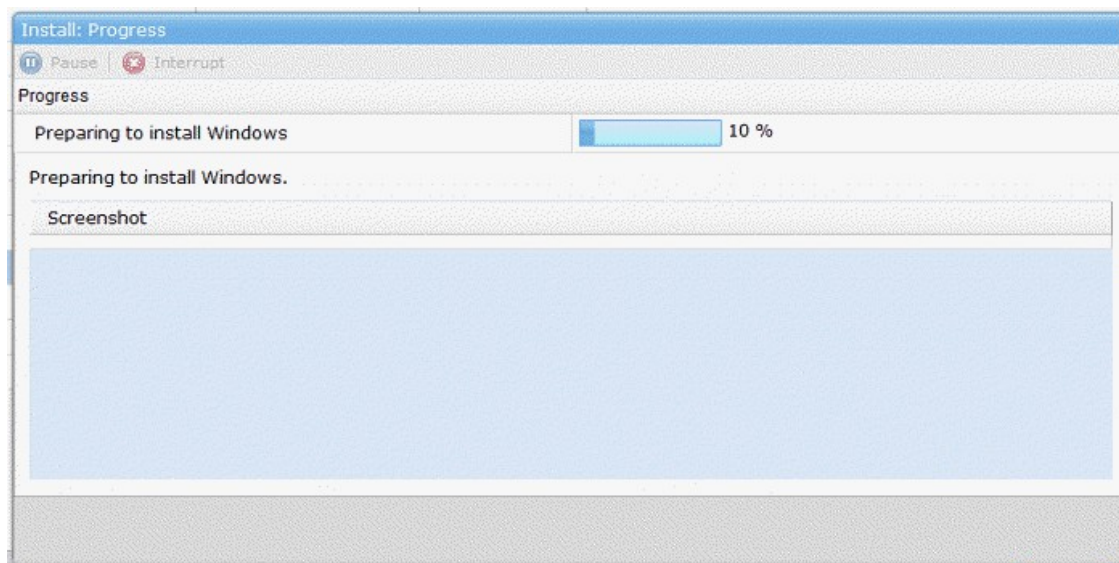 Install: Progress
Pause Interrupt
Progress
Preparing to install Windows 10 %
Preparing to install Windows.
Screenshot